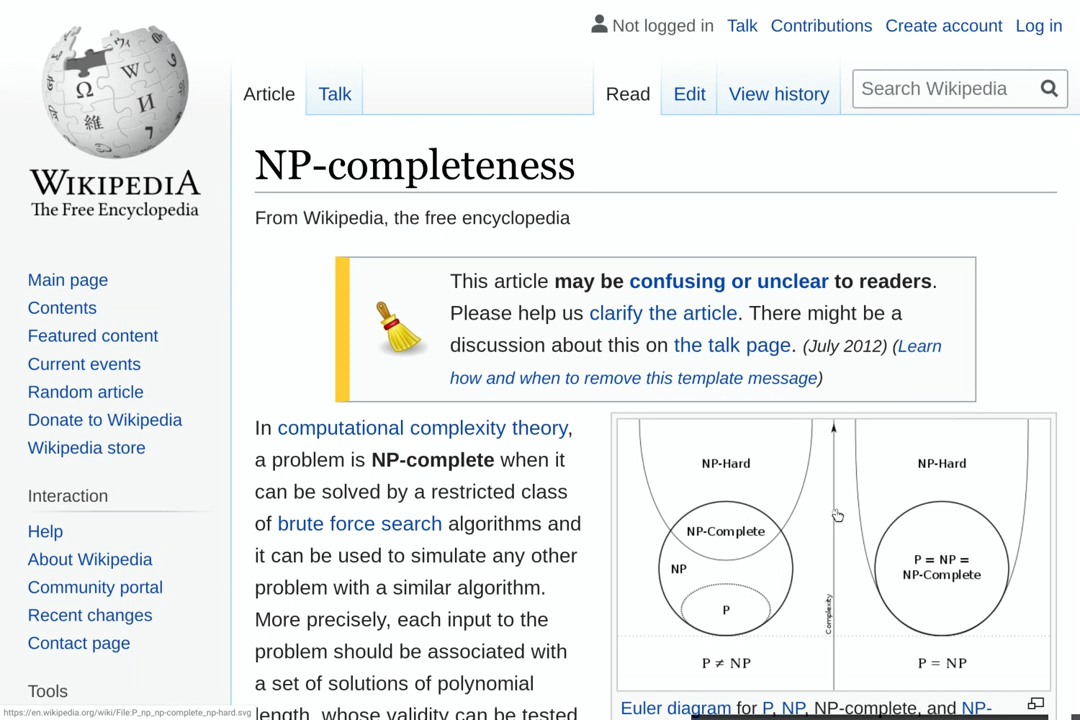 Not logged in Talk Contributions Create account Log in
Article Talk Read Edit View history Search Wikipedia
Ω W И 維 7
WIKIPEDIA
The Free Encyclopedia
Main page
Contents
Featured content
Current events
Random article
Donate to Wikipedia
Wikipedia store
Interaction
Help
About Wikipedia
Community portal
Recent changes
Contact page
Tools
NP-completeness
From Wikipedia, the free encyclopedia
This article may be confusing or unclear to readers.
Please help us clarify the article. There might be a
discussion about this on the talk page. (July 2012) (Learn
how and when to remove this template message)
In computational complexity theory,
a problem is NP-complete when it
can be solved by a restricted class
of brute force search algorithms and
it can be used to simulate any other
problem with a similar algorithm.
More precisely, each input to the
problem should be associated with
a set of solutions of polynomial
length, whose validity can be tested
NP-Hard
NP-Complete
NP
P
P ≠ NP
Complexity
NP-Hard
P = NP =
NP-Complete
P = NP
Euler diagram for P, NP, NP-complete, and NP-
https://en.wikipedia.org/wiki/File:P_np_np-complete_np-hard.svg